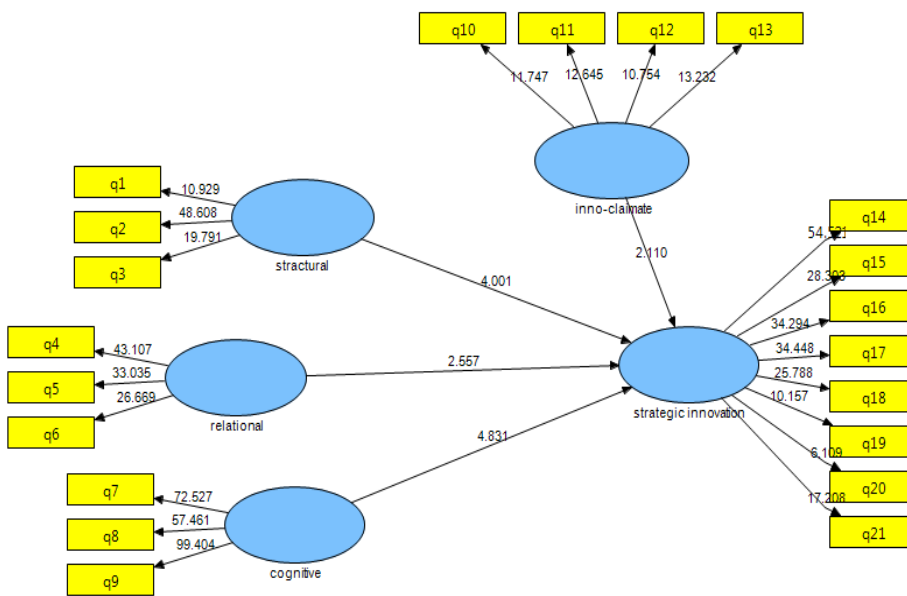 q10
q11
q12
q13
11.747
12.645
10.754
13.232
inno-claimate
2.110
q1
q2
q3
10.929
48.608
19.791
stractural
4.001
q4
q5
q6
43.107
33.035
26.669
relational
2.557
q7
q8
q9
72.527
57.461
99.404
cognitive
4.831
strategic innovation
34.294
34.448
25.788
10.157
6.109
17.208
q14
q15
q16
q17
q18
q19
q20
q21